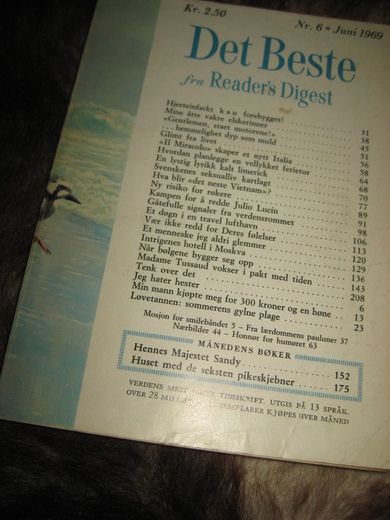 Kr. 2.50 Nr. 6 • Juni 1969
Det Beste
fra Reader's Digest
Hjerteinfarkt kan forebygges! 31
Mine åtte vakre elskerinner 38
«Gentlemen, start motorene!» 45
... hemmelighet dyp som muld 51
Glimt fra livet 56
«Il Miracolo» skaper et nytt Italia 58
Hvordan planlegge en vellykket ferietur 64
En lystig lyrikk kalt limerick 68
Svenskenes seksualliv kartlagt 70
Hva blir «det neste Vietnam»? 77
Ny risiko for røkere 89
Kampen for å redde Julio Lucin 91
Gåtefulle signaler fra verdensrommet 98
Et døgn i en travel lufthavn 106
Vær ikke redd for Deres følelser 113
Et menneske jeg aldri glemmer 120
Intrigenes hotell i Moskva 129
Når bølgene bygger seg opp 136
Madame Tussaud vokser i pakt med tiden 143
Tenk over det 208
Jeg hater hester 6
Min mann kjøpte meg for 300 kroner og en høne 13
Løvetannen: sommerens gylne plage 23
Mosjon for smilebåndet 5 – Fra lærdommens pauluner 37
Nærbilder 44 – Honnør for humøret 63
MÅNEDENS BØKER
Hennes Majestet Sandy 152
Huset med de seksten pikeskjebner 175
VERDENS MEST TIDSSKRIFT. UTGIS PÅ 13 SPRÅK.
OVER 28 EKSEMPLARER KJØPES HVER MÅNED